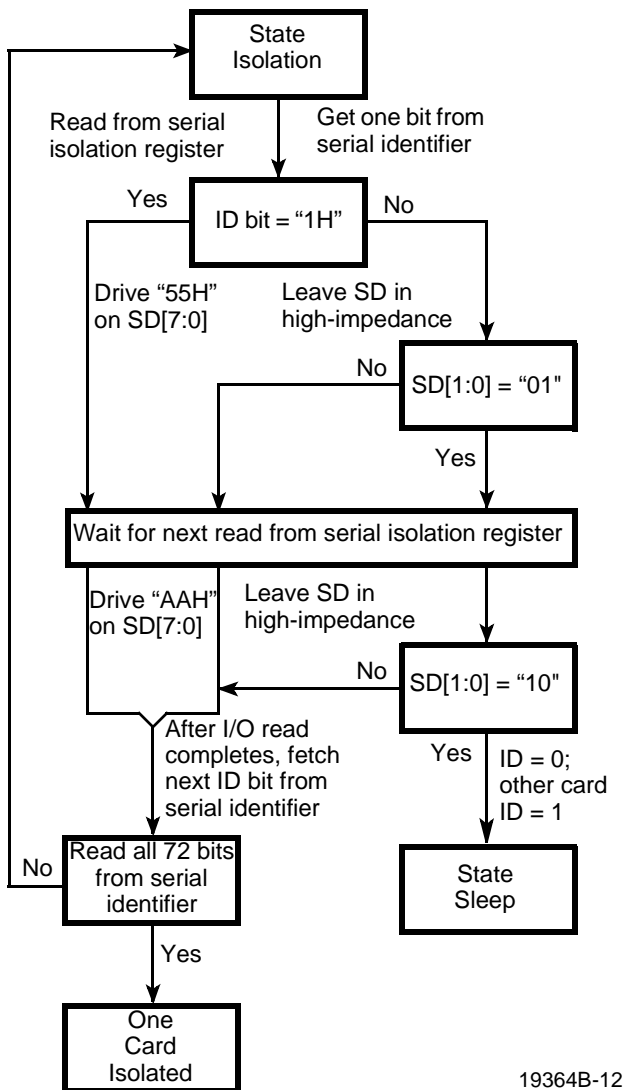 State
Isolation
Read from serial
isolation register
Get one bit from
serial identifier
Yes
ID bit = “1H”
No
Drive “55H”
on SD[7:0]
Leave SD in
high-impedance
No
SD[1:0] = “01"
Yes
Wait for next read from serial isolation register
Drive “AAH”
on SD[7:0]
Leave SD in
high-impedance
No
SD[1:0] = “10"
After I/O read
completes, fetch
next ID bit from
serial identifier
Yes
ID = 0;
other card
ID = 1
No
Read all 72 bits
from serial
identifier
State
Sleep
Yes
One
Card
Isolated
19364B-12